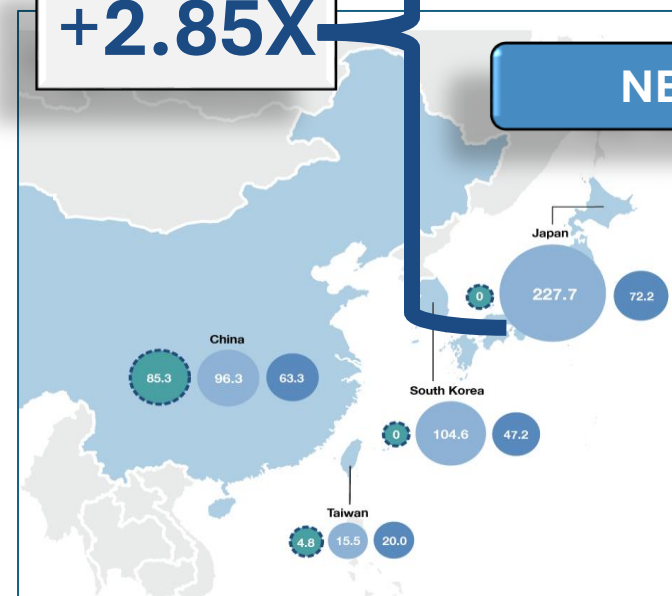 +2.85X
NE
Japan
0
227.7
72.2
China
85.3
96.3
63.3
South Korea
0
104.6
47.2
Taiwan
4.8
15.5
20.0